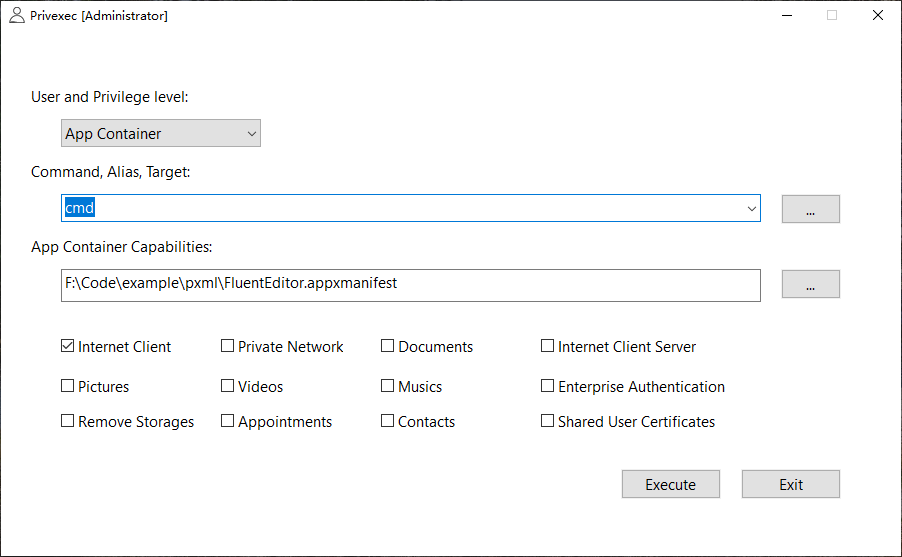 Privexec [Administrator]
User and Privilege level:
App Container
Command, Alias, Target:
cmd
...
App Container Capabilities:
F:\Code\example\pxml\FluentEditor.appxmanifest
...
Internet Client Private Network Documents Internet Client Server
Pictures Videos Musics Enterprise Authentication
Remove Storages Appointments Contacts Shared User Certificates
Execute Exit